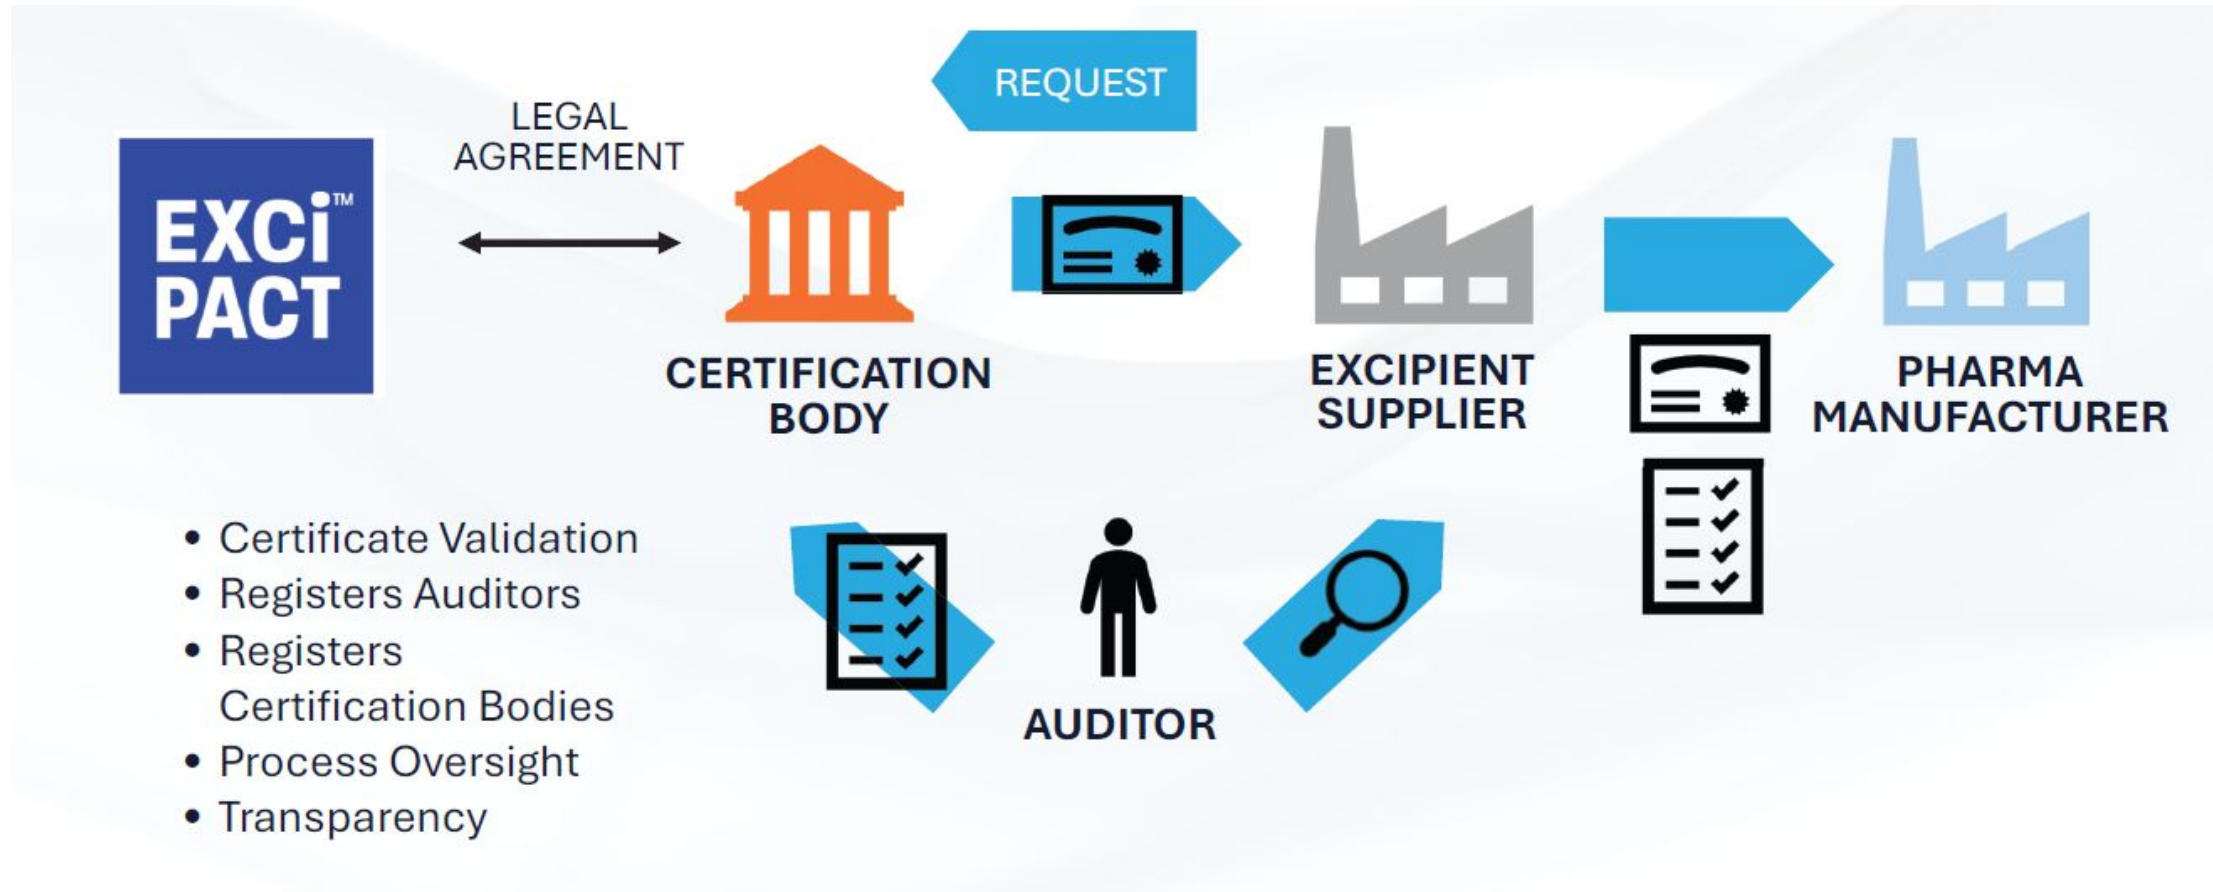 REQUEST
LEGAL
AGREEMENT
EXCi™
PACT
CERTIFICATION
BODY
EXCIPIENT
SUPPLIER
PHARMA
MANUFACTURER
• Certificate Validation
• Registers Auditors
• Registers
Certification Bodies
• Process Oversight
• Transparency
AUDITOR